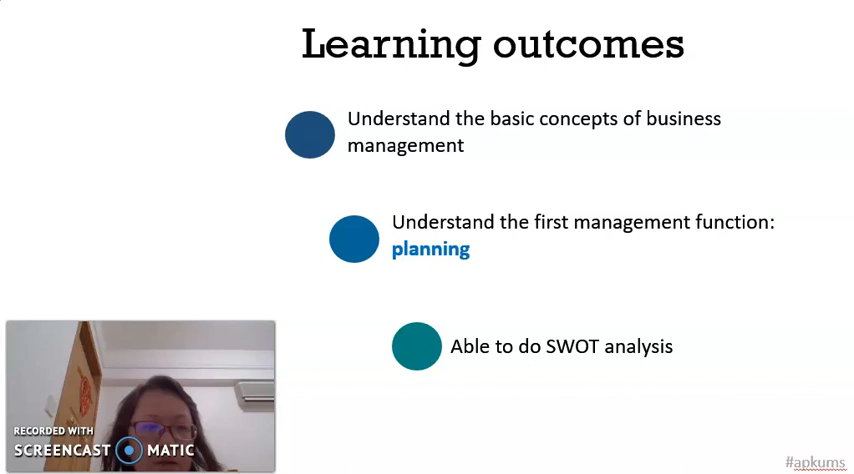 Learning outcomes
Understand the basic concepts of business
management
Understand the first management function:
planning
Able to do SWOT analysis
RECORDED WITH
SCREENCAST MATIC
#apkums